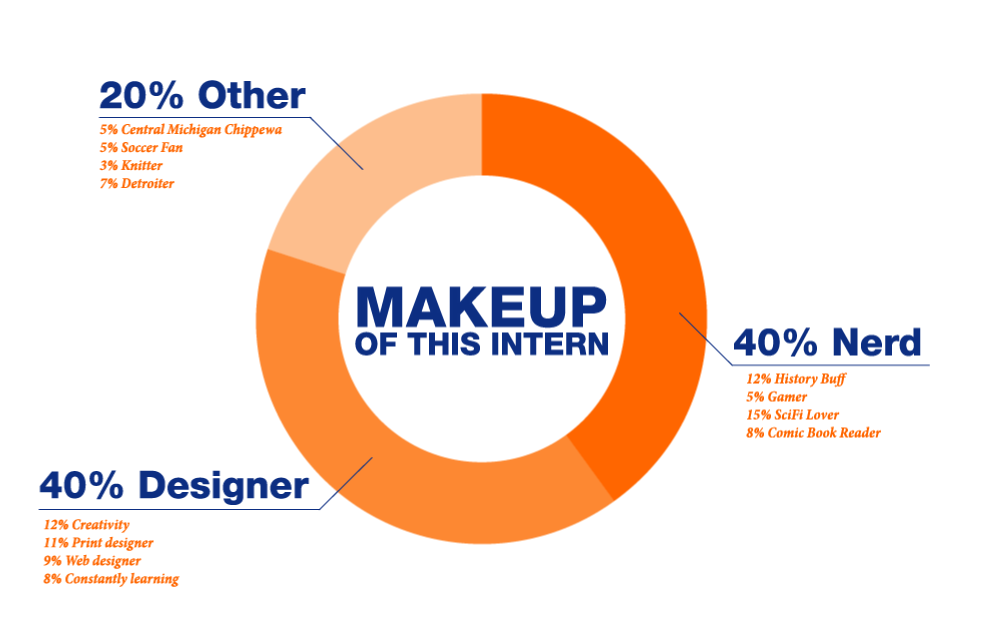 20% Other
5% Central Michigan Chippewa
5% Soccer Fan
3% Knitter
7% Detroiter
MAKEUP
OF THIS INTERN
40% Nerd
12% History Buff
5% Gamer
15% SciFi Lover
8% Comic Book Reader
40% Designer
12% Creativity
11% Print designer
9% Web designer
8% Constantly learning